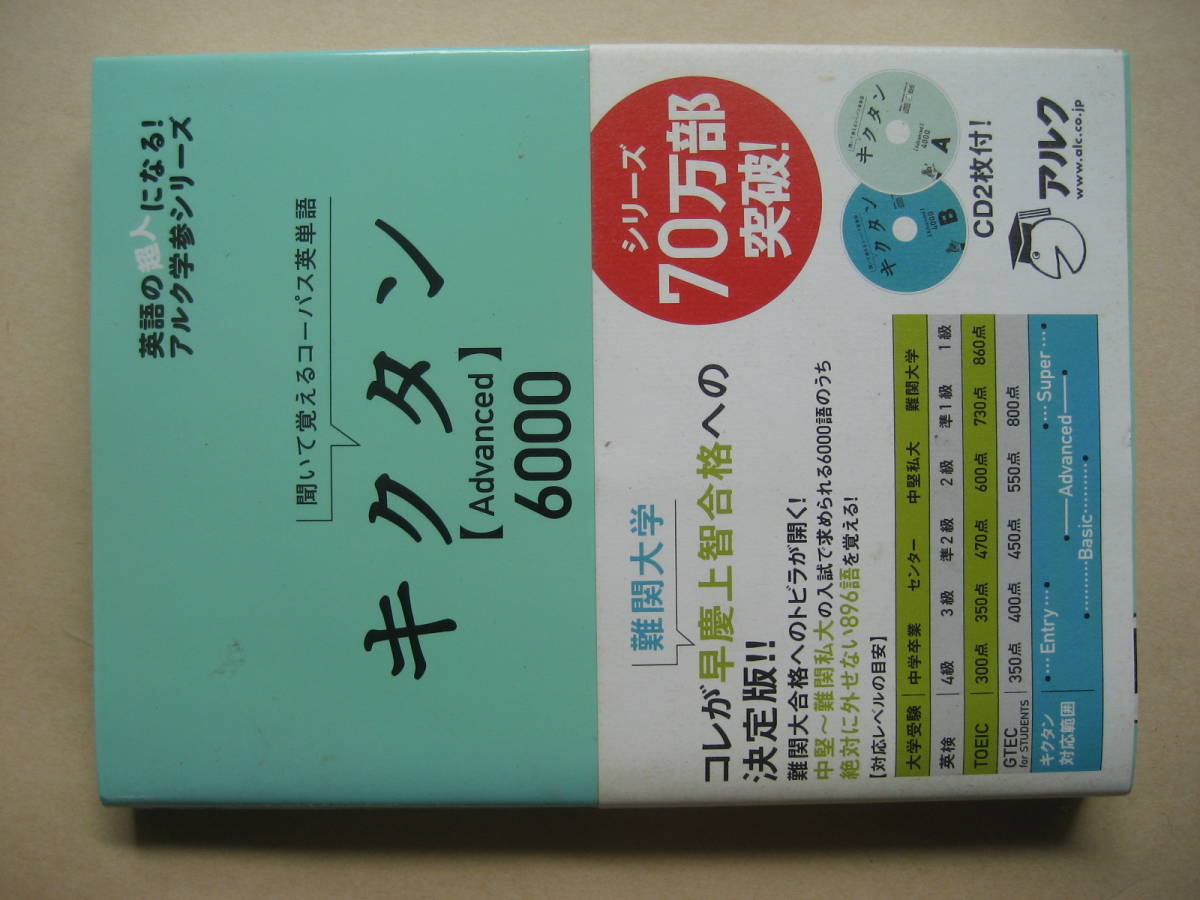 英語の超人になる!
アルク学参シリーズ
聞いて覚えるコーパス英単語
キクタン
【Advanced】
6000
シリーズ
70万部
突破!
難関大学
コレが早慶上智合格への
決定版!!
難関大合格へのトビラが開く!
中堅〜難関私大の入試で求められる6000語のうち
絶対に外せない896語を覚える!
【対応レベルの目安】
大学受験 中学卒業 センター 中堅私大 難関大学
英検 4級 3級 準2級 2級 準1級 1級
TOEIC 300点 350点 470点 600点 730点 860点
GTEC for STUDENTS 350点 400点 450点 550点 800点
キクタン
対応範囲
Entry
Basic
Advanced
Super
キクタン
[Advanced]
4000
A
キクタン
[Advanced]
4000
B
CD2枚付!
アルク
www.alc.co.jp